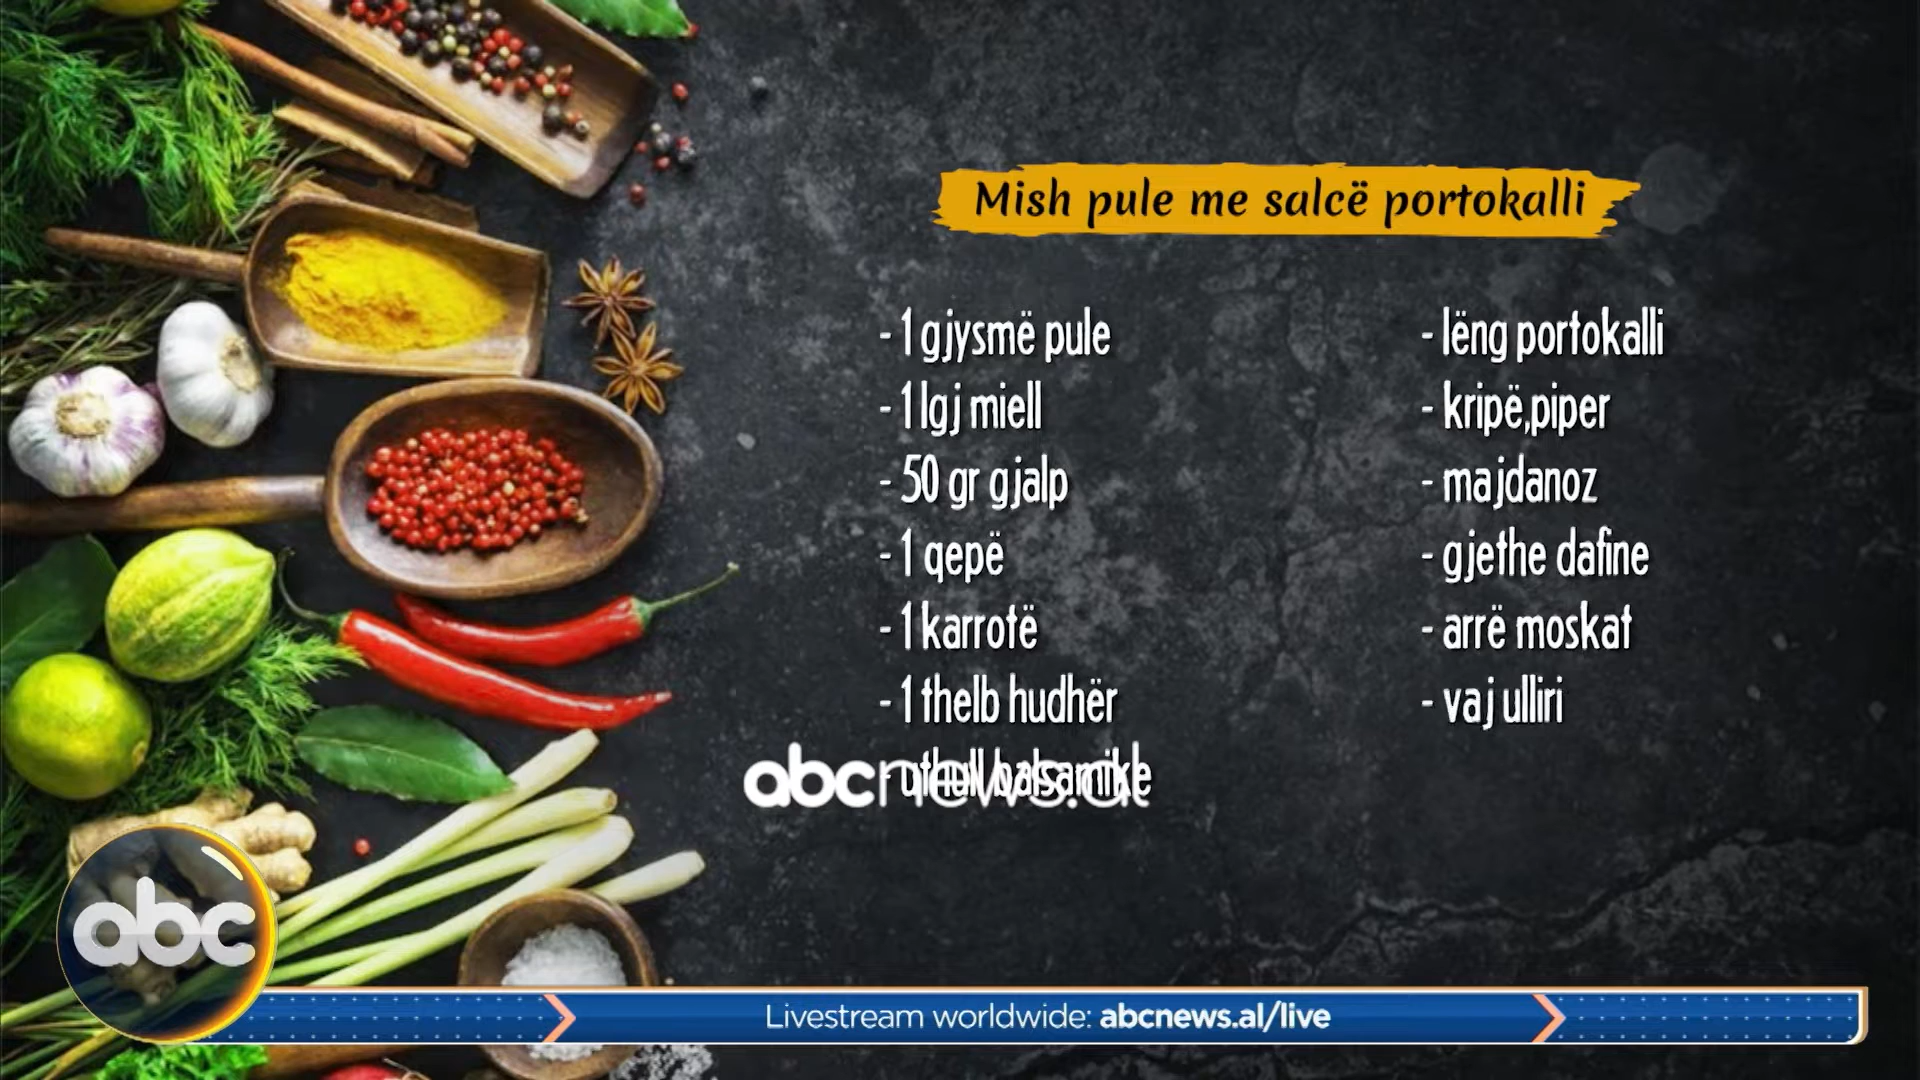 Mish pule me salcë portokalli
- 1 gjysmë pule
- 1 lgj miell
- 50 gr gjalp
- 1 qepë
- 1 karrotë
- 1 thelb hudhër
- uthull balsamike
- lëng portokalli
- kripë,piper
- majdanoz
- gjethe dafine
- arrë moskat
- vaj ulliri
abcnews.al
abc
Livestream worldwide: abcnews.al/live